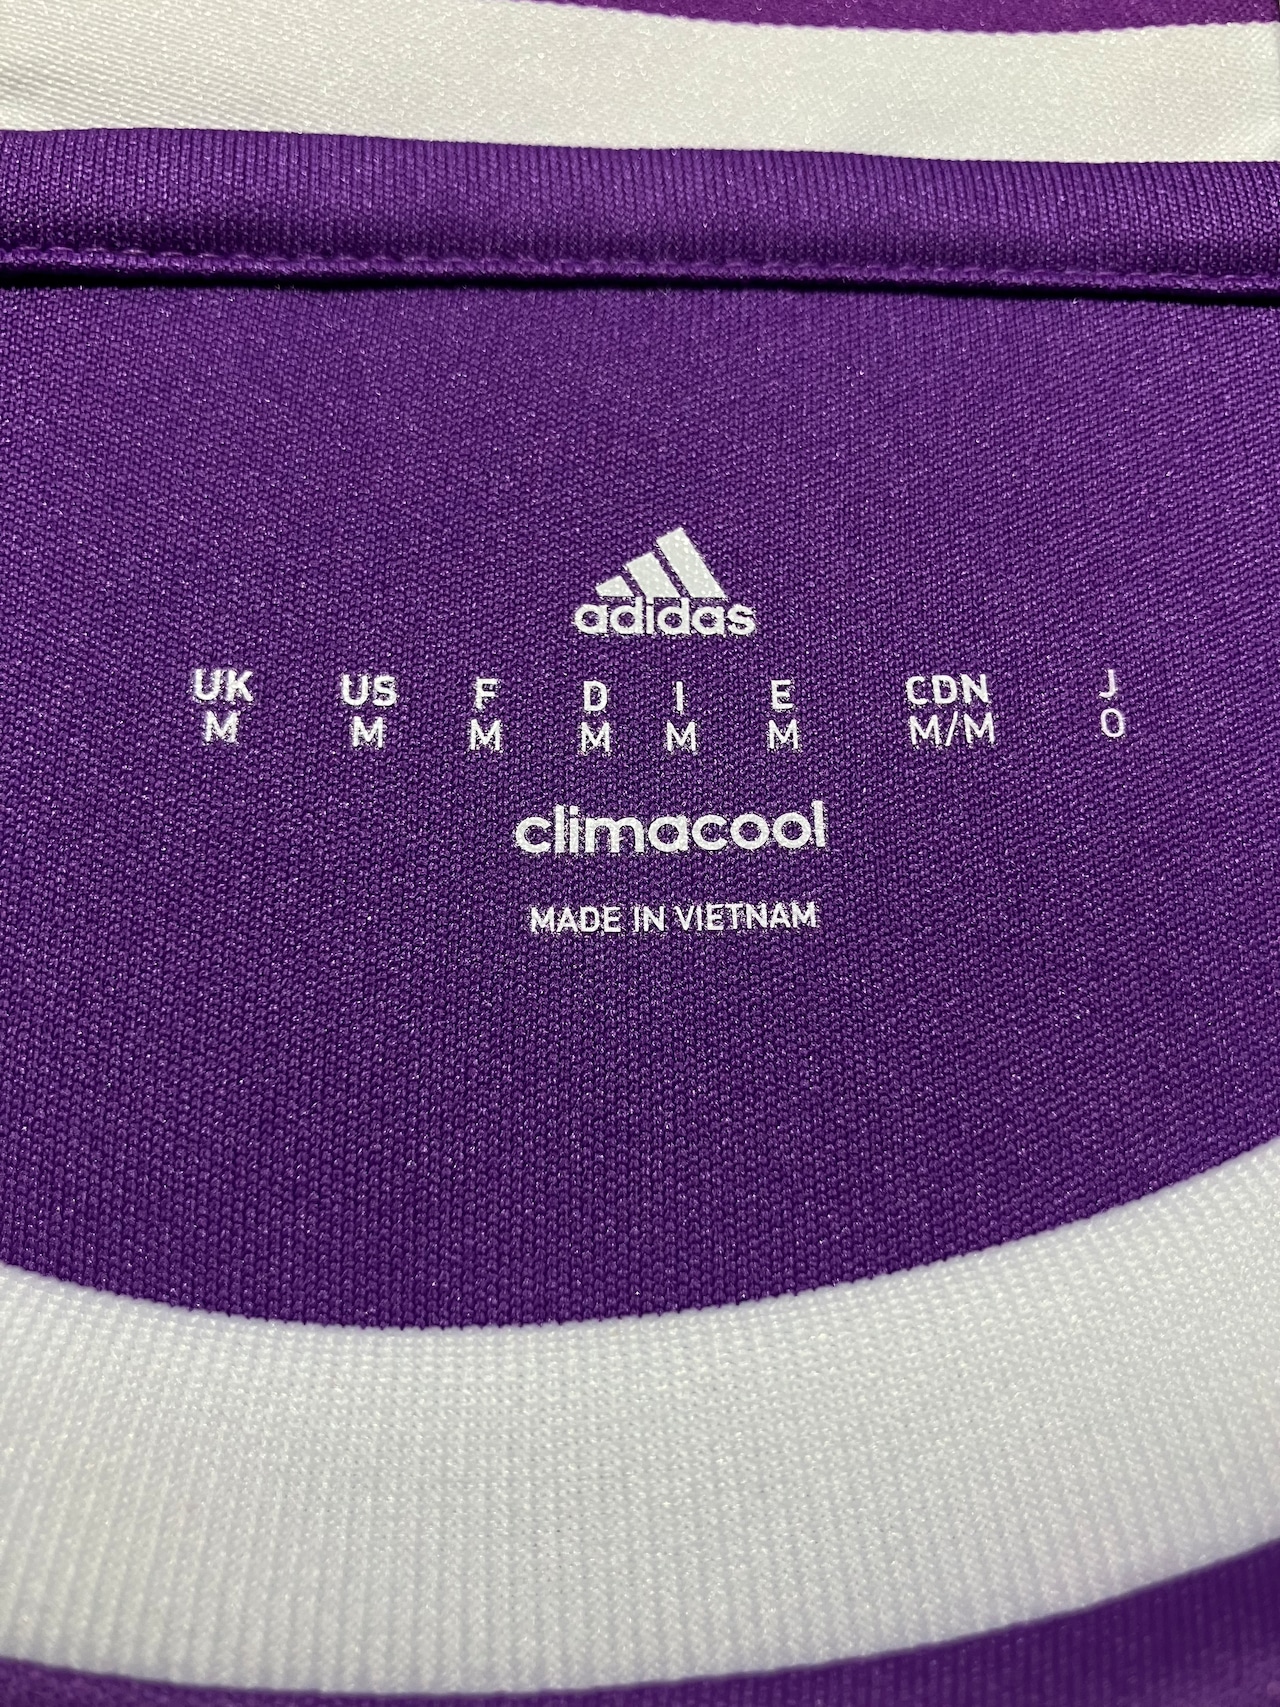 adidas
UK US F D I E CDN J
M M M M M M M/M O
climacool
MADE IN VIETNAM